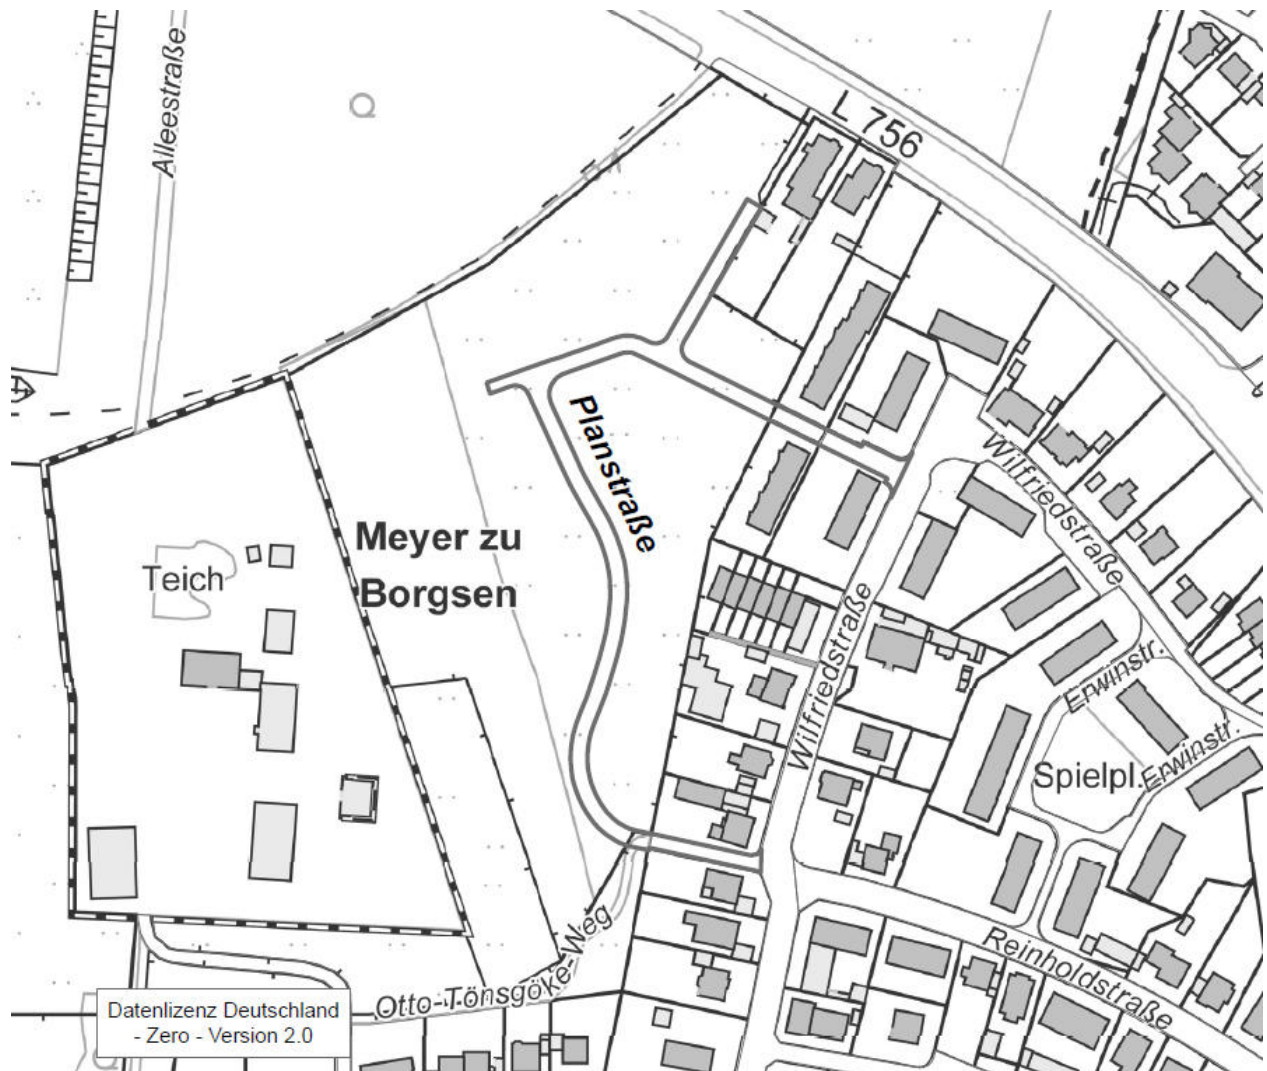 Alleestraße
L 756
Planstraße
Wilfriedstraße
Meyer zu
Borgsen
Teich
Wilfriedstraße
Erwinstr.
Erwinstr.
Spielpl.
Otto-Tönsgöke-Weg
Reinholdstraße
Datenlizenz Deutschland
- Zero - Version 2.0